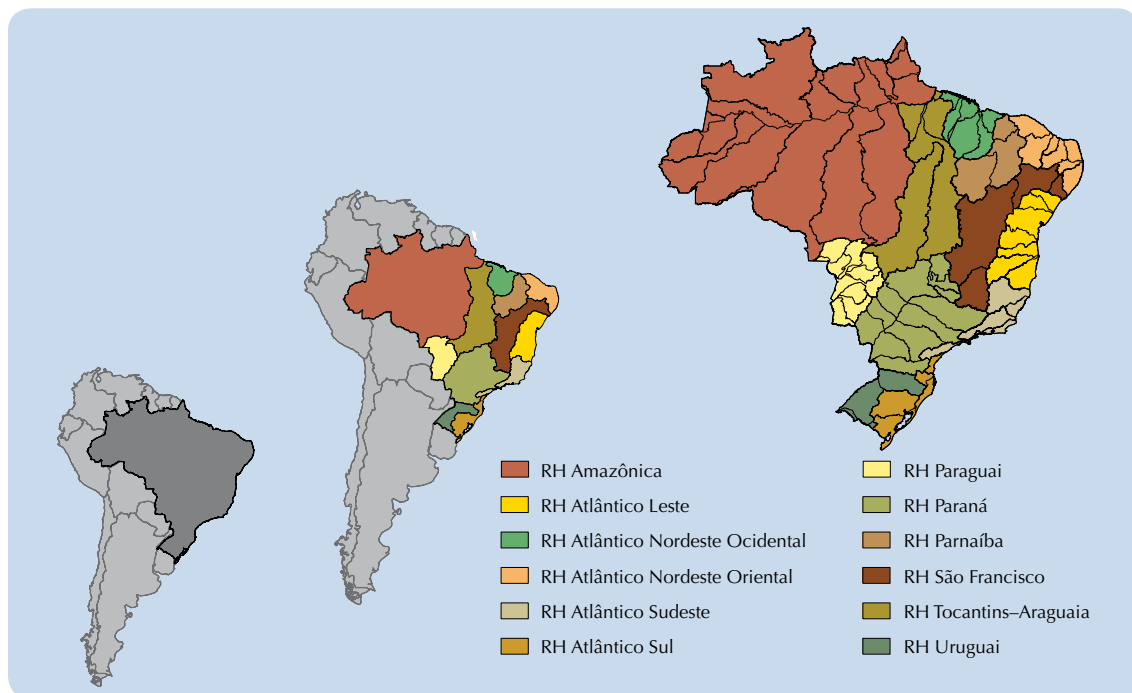 RH Amazônica
RH Atlântico Leste
RH Atlântico Nordeste Ocidental
RH Atlântico Nordeste Oriental
RH Atlântico Sudeste
RH Atlântico Sul
RH Paraguai
RH Paraná
RH Parnaíba
RH São Francisco
RH Tocantins–Araguaia
RH Uruguai